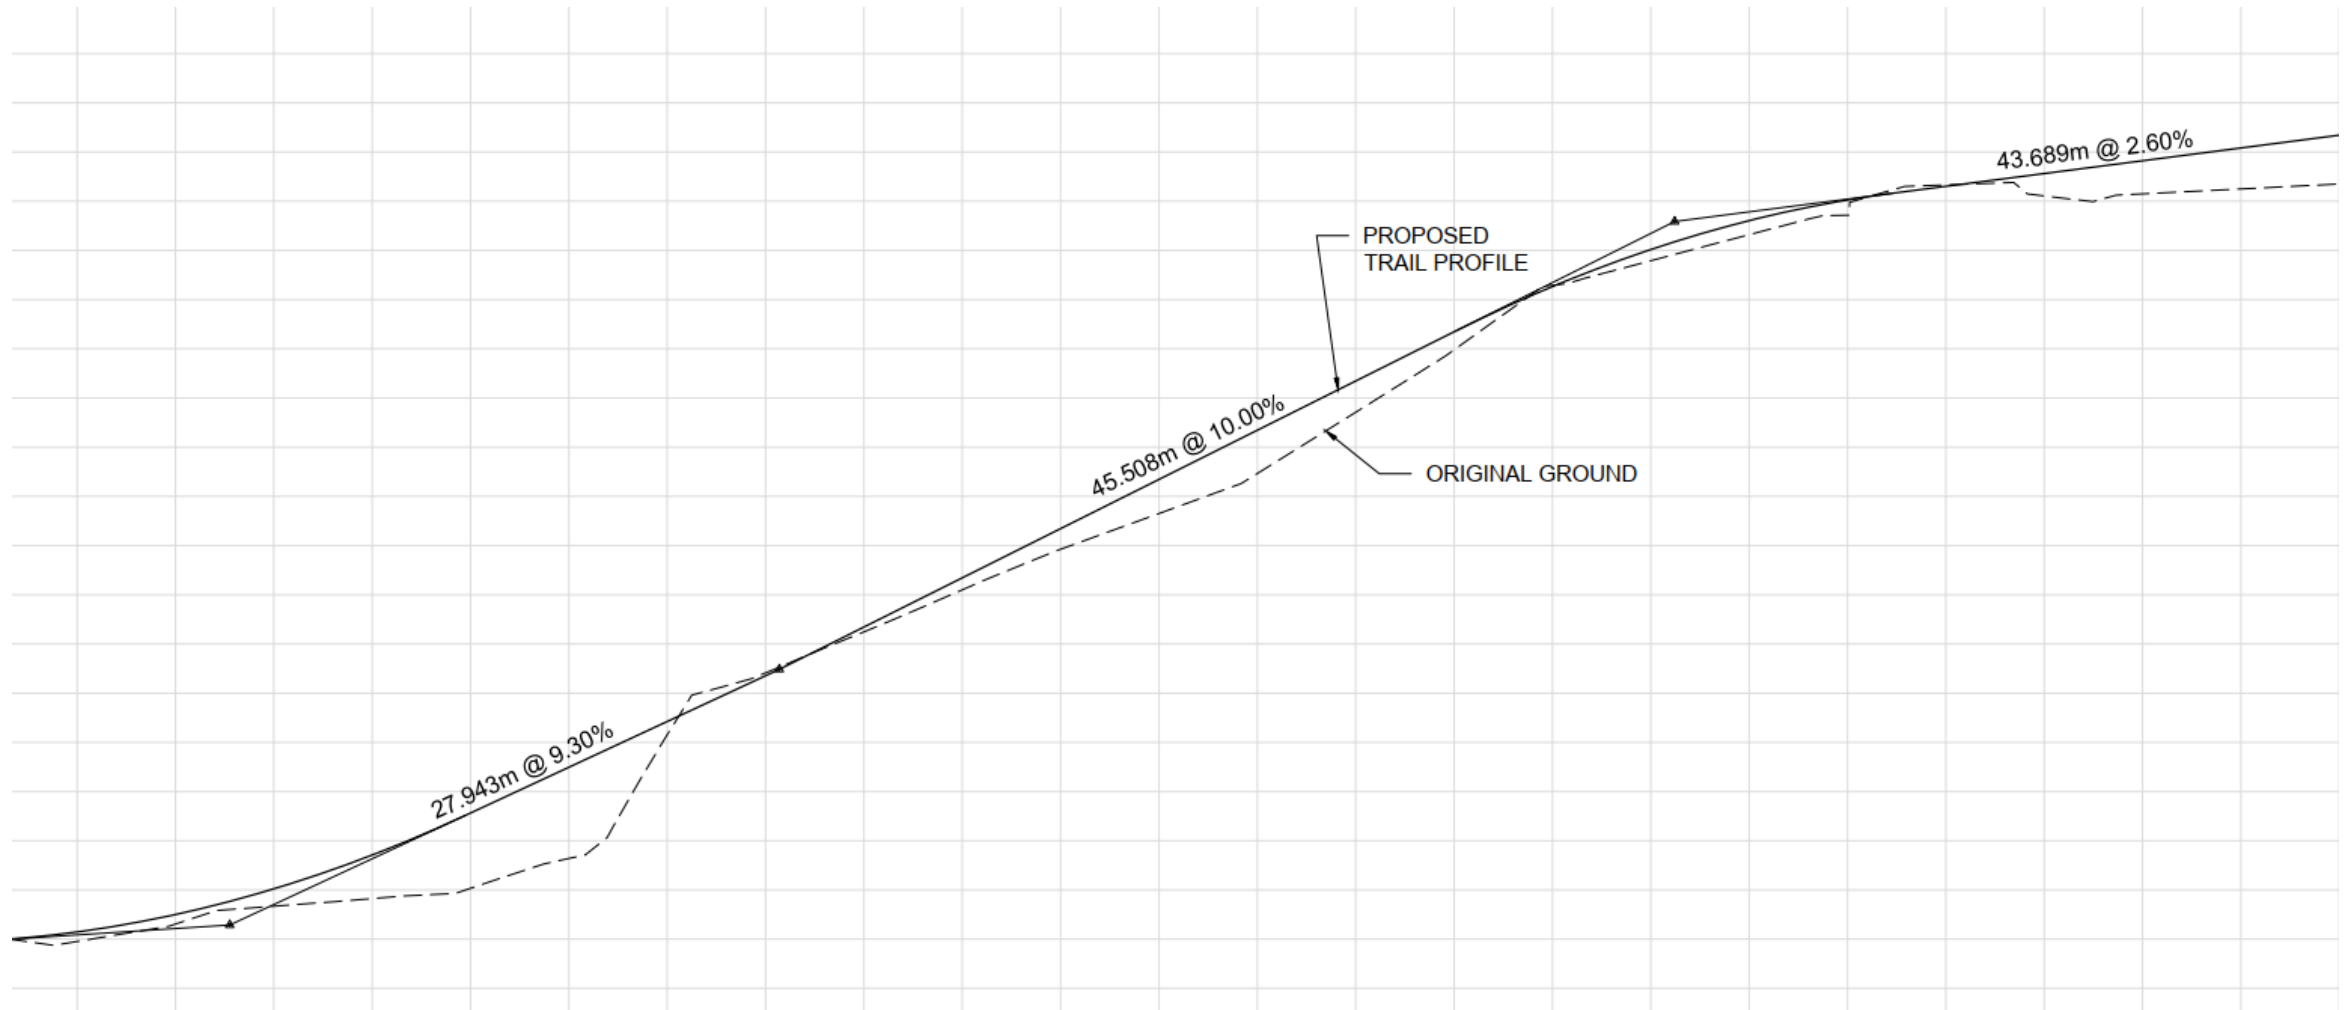 43.689m @ 2.60%
PROPOSED
TRAIL PROFILE
45.508m @ 10.00%
ORIGINAL GROUND
27.943m @ 9.30%